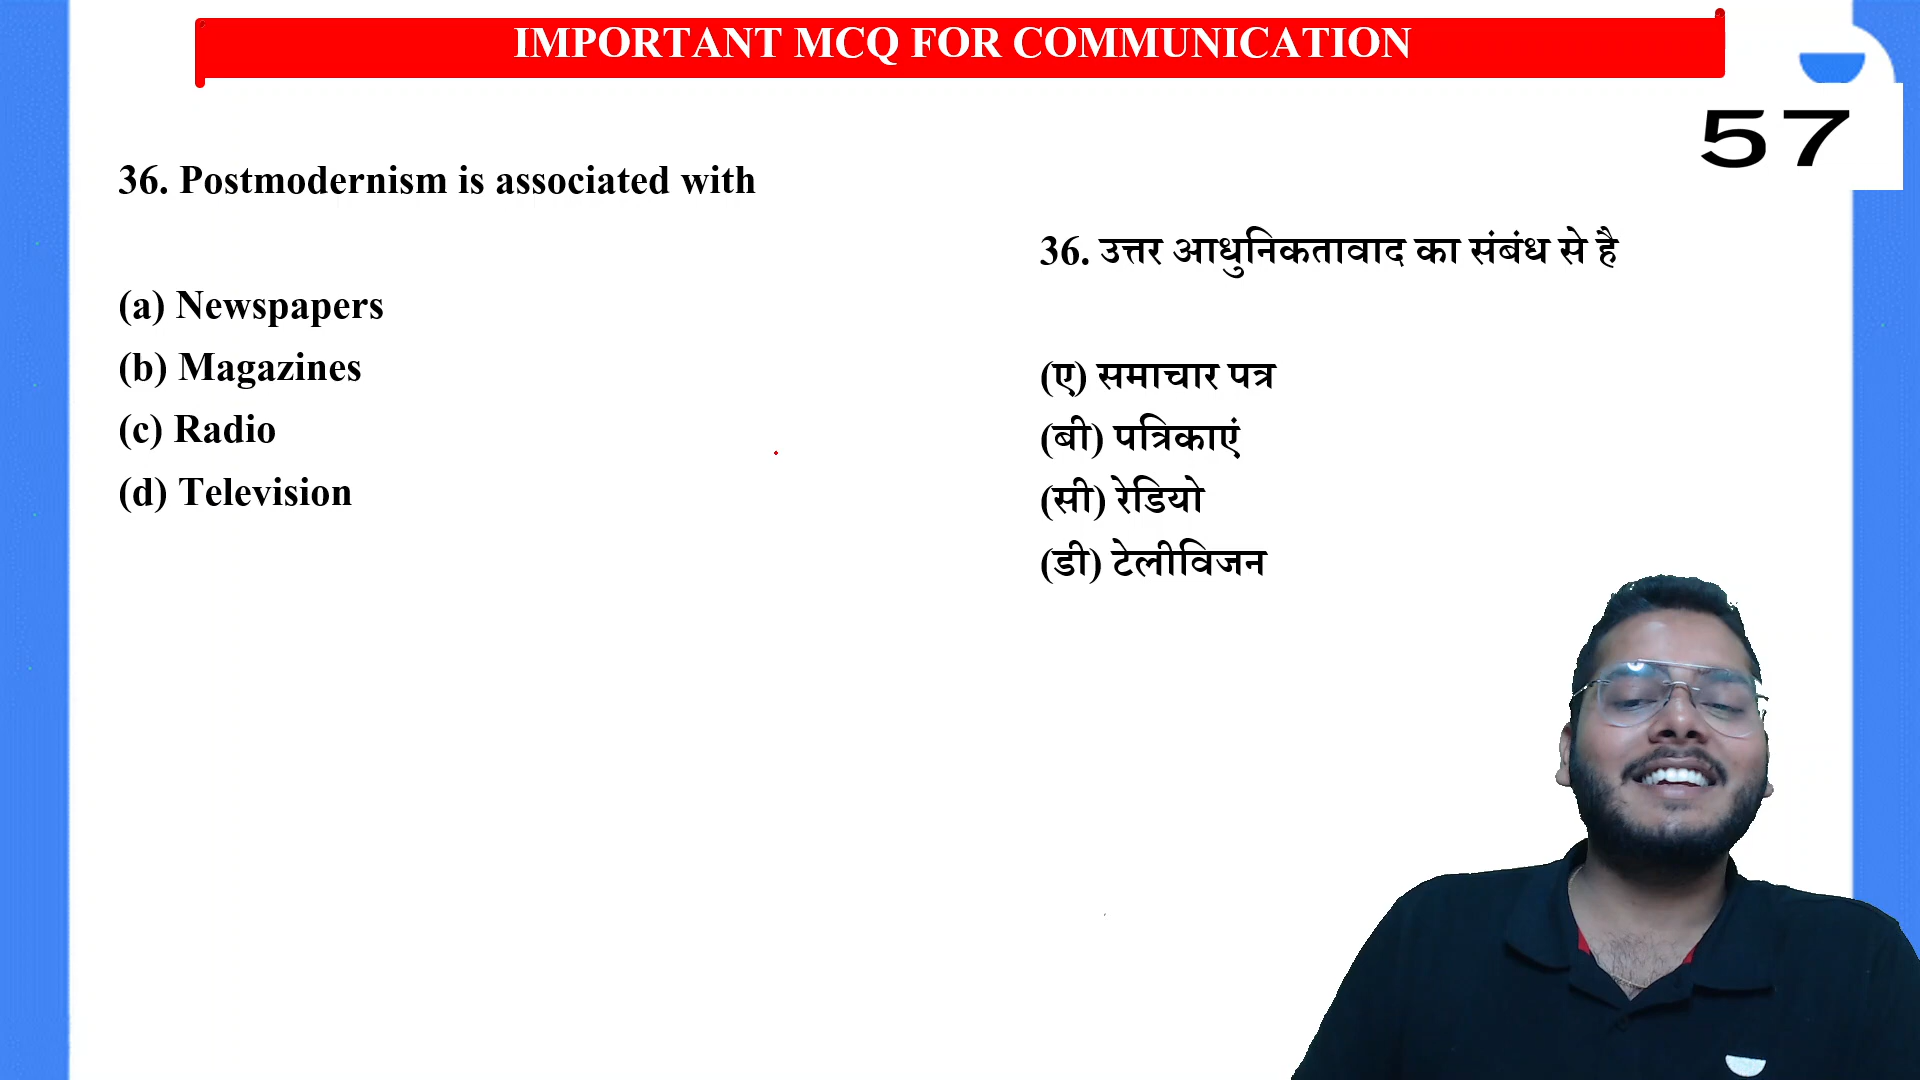 IMPORTANT MCQ FOR COMMUNICATION
57
36. Postmodernism is associated with
(a) Newspapers
(b) Magazines
(c) Radio
(d) Television
36. उत्तर आधुनिकतावाद का संबंध से है
(ए) समाचार पत्र
(बी) पत्रिकाएं
(सी) रेडियो
(डी) टेलीविजन